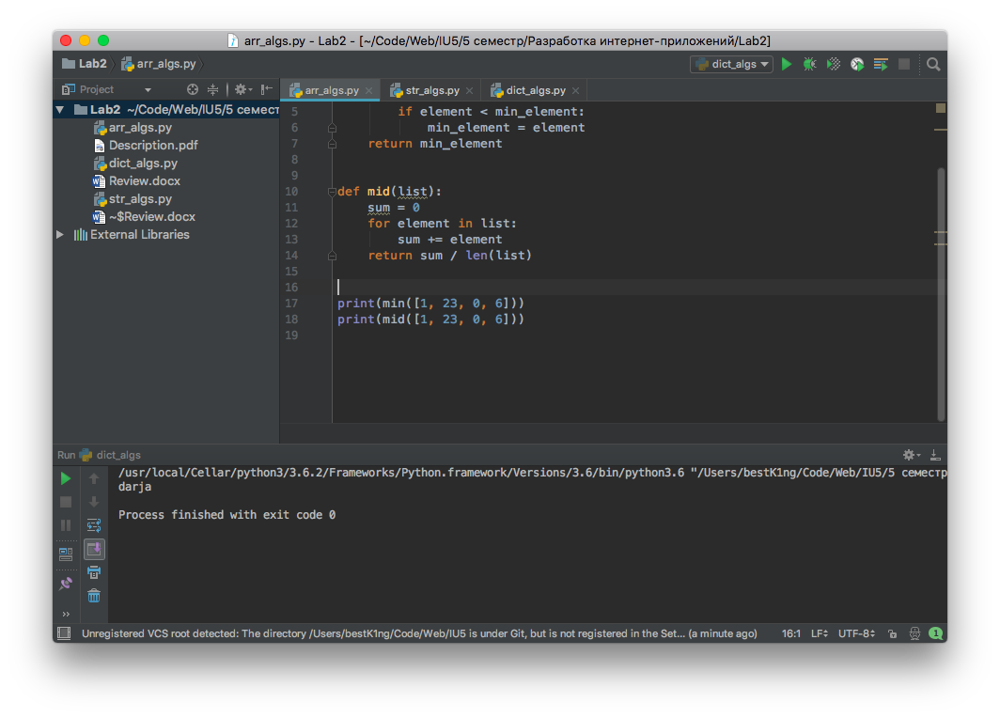 arr_algs.py - Lab2 - [~/Code/Web/IU5/5 семестр/Разработка интернет-приложений/Lab2]
Lab2 arr_algs.py dict_algs
Project arr_algs.py str_algs.py dict_algs.py
Lab2 ~/Code/Web/IU5/5 семест
arr_algs.py
Description.pdf
dict_algs.py
Review.docx
str_algs.py
~$Review.docx
External Libraries
5 if element < min_element:
6 min_element = element
7 return min_element
8
9
10 def mid(list):
11 sum = 0
12 for element in list:
13 sum += element
14 return sum / len(list)
15
16
17 print(min([1, 23, 0, 6]))
18 print(mid([1, 23, 0, 6]))
19
Run dict_algs
/usr/local/Cellar/python3/3.6.2/Frameworks/Python.framework/Versions/3.6/bin/python3.6 "/Users/bestK1ng/Code/Web/IU5/5 семестр
darja
Process finished with exit code 0
Unregistered VCS root detected: The directory /Users/bestK1ng/Code/Web/IU5 is under Git, but is not registered in the Set... (a minute ago) 16:1 LF UTF-8 1